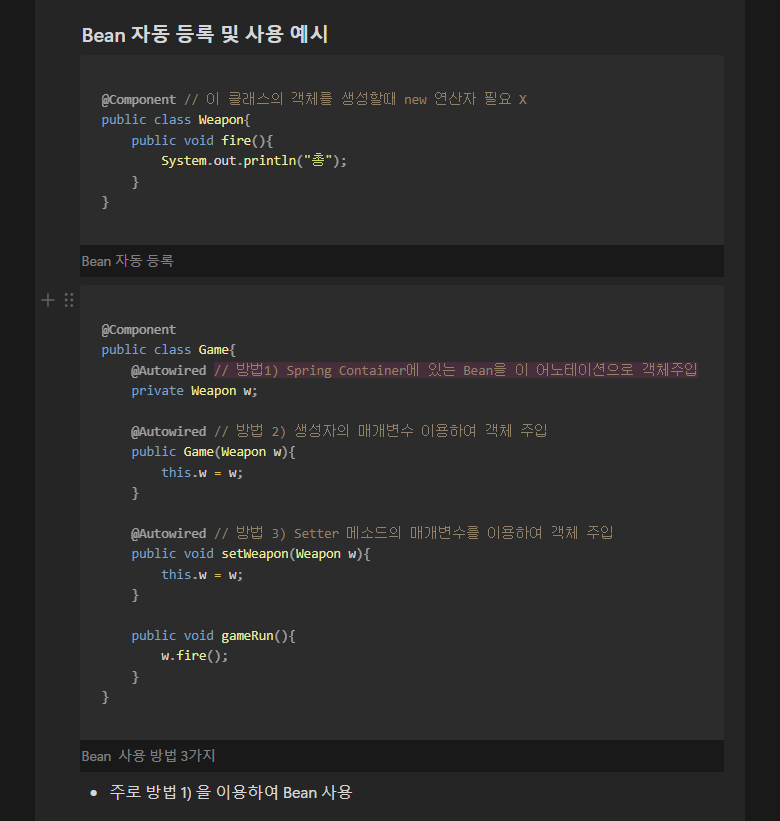 Bean 자동 등록 및 사용 예시
@Component // 이 클래스의 객체를 생성할때 new 연산자 필요 X
public class Weapon{
    public void fire(){
        System.out.println("총");
    }
}
Bean 자동 등록
@Component
public class Game{
    @Autowired // 방법1) Spring Container에 있는 Bean을 이 어노테이션으로 객체주입
    private Weapon w;
    @Autowired // 방법 2) 생성자의 매개변수 이용하여 객체 주입
    public Game(Weapon w){
        this.w = w;
    }
    @Autowired // 방법 3) Setter 메소드의 매개변수를 이용하여 객체 주입
    public void setWeapon(Weapon w){
        this.w = w;
    }
    public void gameRun(){
        w.fire();
    }
}
Bean 사용 방법 3가지
• 주로 방법 1) 을 이용하여 Bean 사용